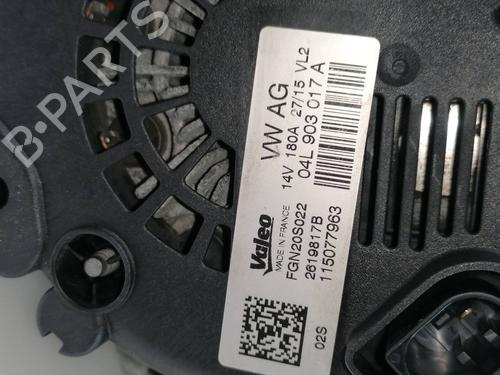 VW AG
14V 180A 27/15 VL2
04L 903 017 A
Valeo
MADE IN FRANCE
FGN20S022
2619817B
115077963
02S
B-PARTS